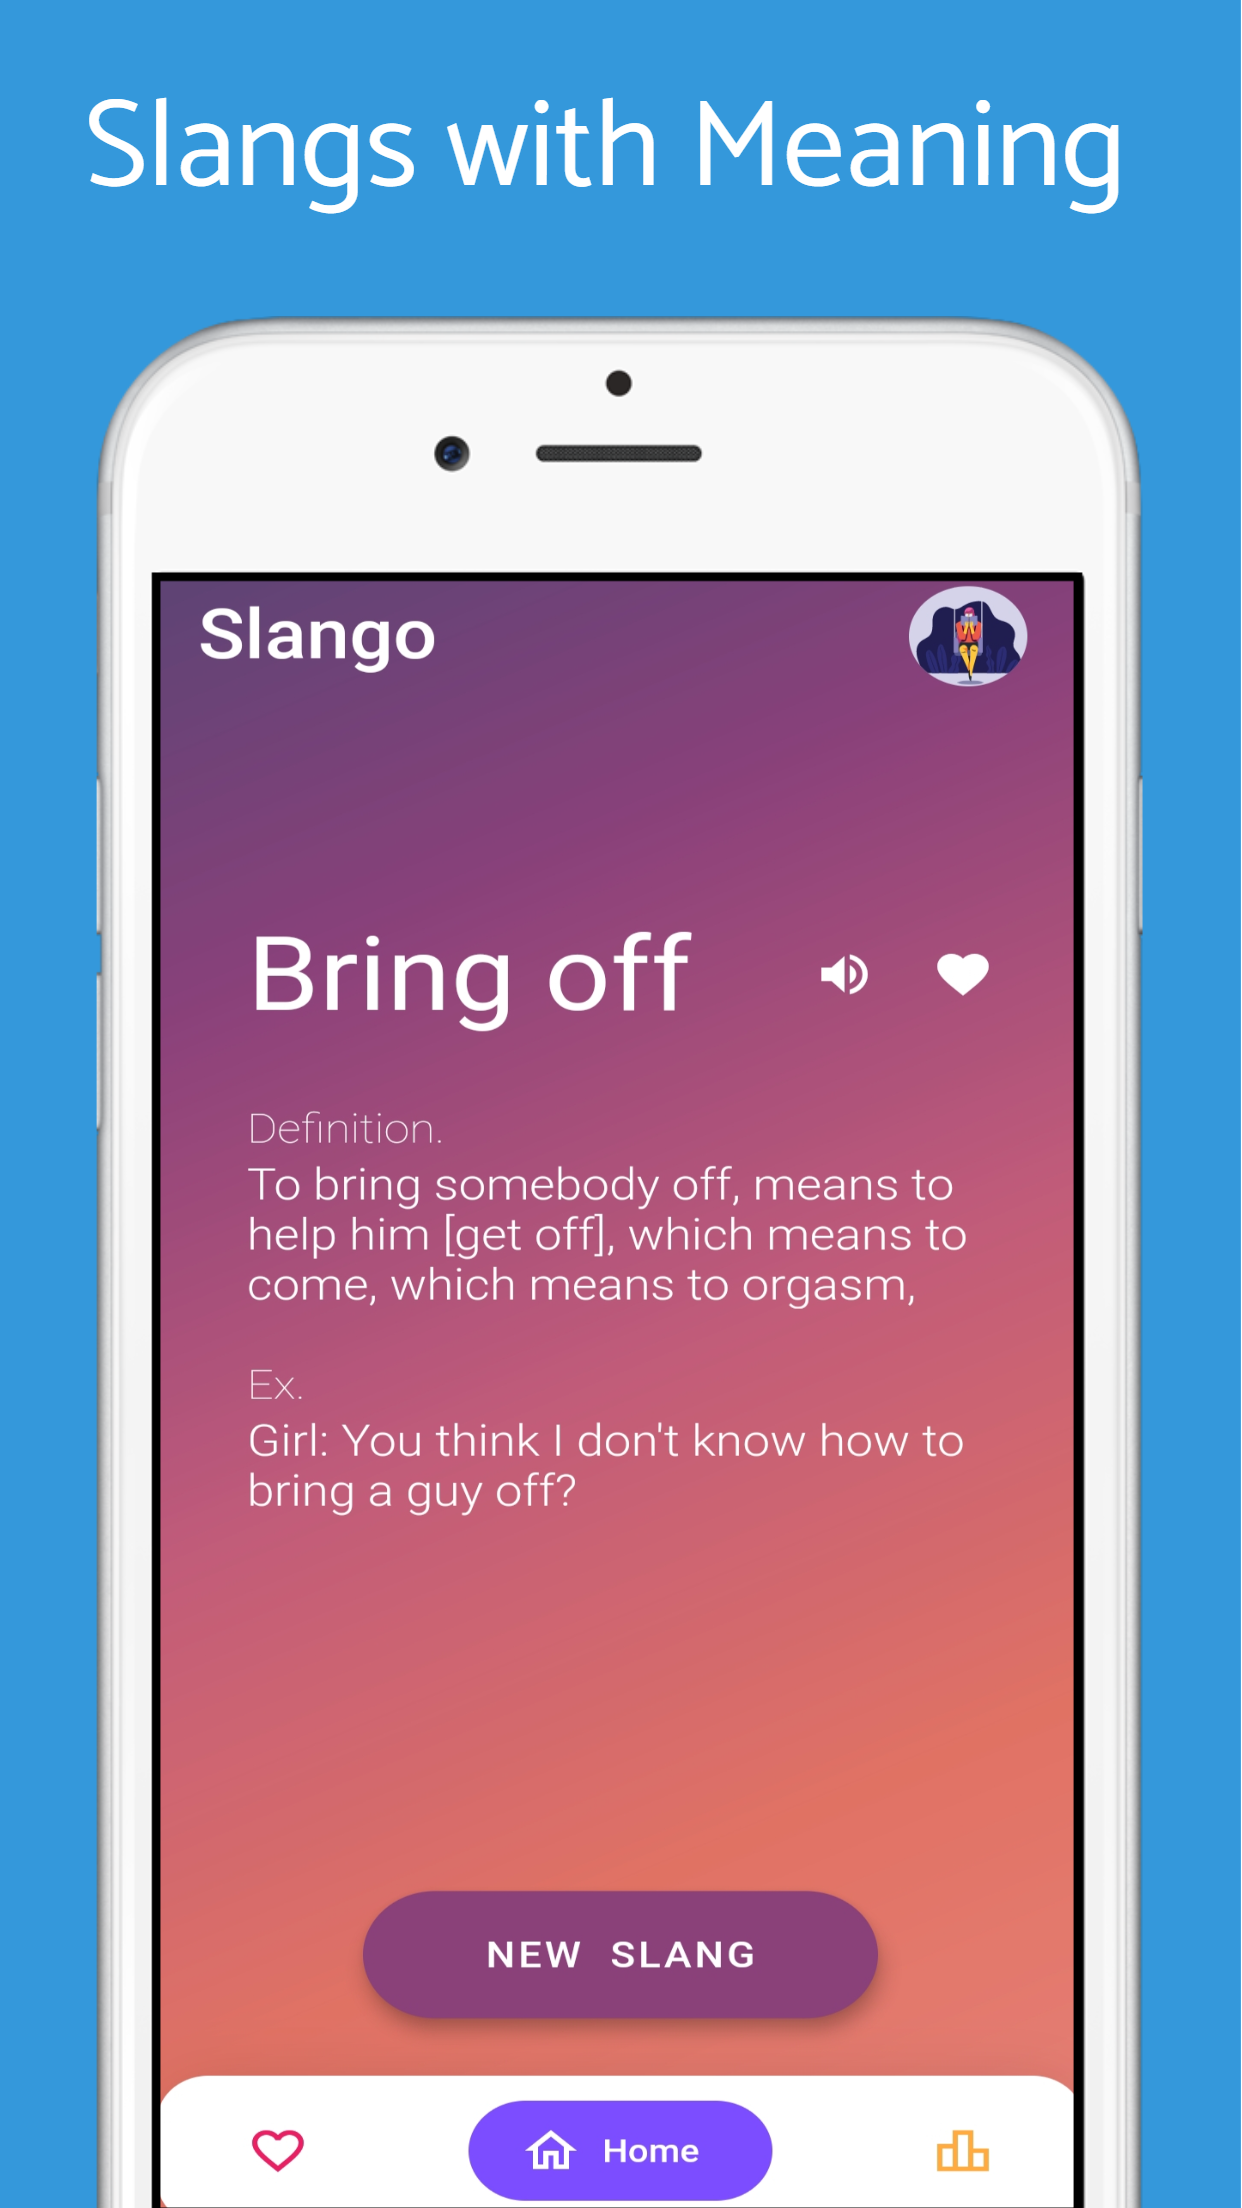 Slangs with Meaning
Slango
Bring off
Definition.
To bring somebody off, means to
help him [get off], which means to
come, which means to orgasm,
Ex.
Girl: You think I don't know how to
bring a guy off?
NEW SLANG
Home